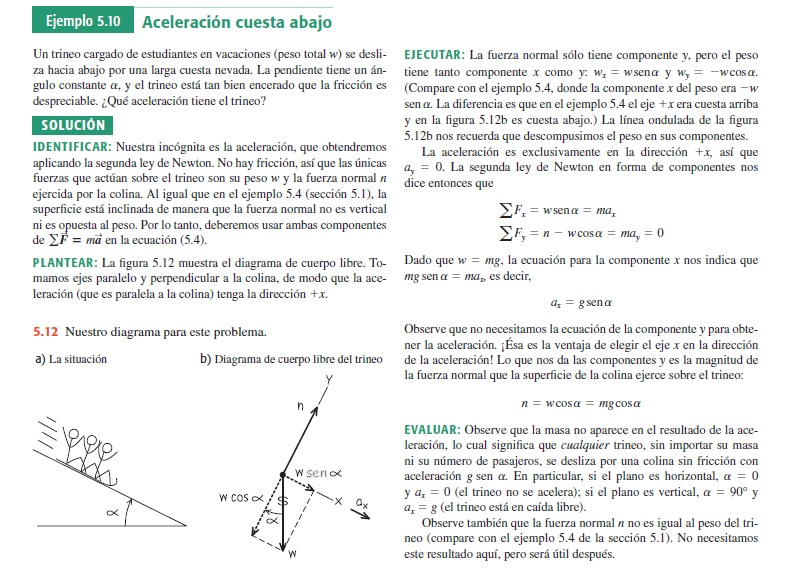 Ejemplo 5.10 Aceleración cuesta abajo
Un trineo cargado de estudiantes en vacaciones (peso total w) se desli-
za hacia abajo por una larga cuesta nevada. La pendiente tiene un án-
gulo constante α, y el trineo está tan bien encerado que la fricción es
despreciable. ¿Qué aceleración tiene el trineo?
SOLUCIÓN
IDENTIFICAR: Nuestra incógnita es la aceleración, que obtendremos
aplicando la segunda ley de Newton. No hay fricción, así que las únicas
fuerzas que actúan sobre el trineo son su peso w y la fuerza normal n
ejercida por la colina. Al igual que en el ejemplo 5.4 (sección 5.1), la
superficie está inclinada de manera que la fuerza normal no es vertical
ni es opuesta al peso. Por lo tanto, deberemos usar ambas componentes
de ∑F⃗ = ma⃗ en la ecuación (5.4).
PLANTEAR: La figura 5.12 muestra el diagrama de cuerpo libre. To-
mamos ejes paralelo y perpendicular a la colina, de modo que la ace-
leración (que es paralela a la colina) tenga la dirección +x.
5.12 Nuestro diagrama para este problema.
a) La situación
b) Diagrama de cuerpo libre del trineo
α
y
n
w sen α
w cos α
x
a_x
α
w
EJECUTAR: La fuerza normal sólo tiene componente y, pero el peso
tiene tanto componente x como y: w_x = w sen α y w_y = −w cos α.
(Compare con el ejemplo 5.4, donde la componente x del peso era −w
sen α. La diferencia es que en el ejemplo 5.4 el eje +x era cuesta arriba
y en la figura 5.12b es cuesta abajo.) La línea ondulada de la figura
5.12b nos recuerda que descompusimos el peso en sus componentes.
La aceleración es exclusivamente en la dirección +x, así que
a_y = 0. La segunda ley de Newton en forma de componentes nos
dice entonces que
∑F_x = w sen α = ma_x
∑F_y = n − w cos α = ma_y = 0
Dado que w = mg, la ecuación para la componente x nos indica que
mg sen α = ma_x, es decir,
a_x = g sen α
Observe que no necesitamos la ecuación de la componente y para obte-
ner la aceleración. ¡Ésa es la ventaja de elegir el eje x en la dirección
de la aceleración! Lo que nos da las componentes y es la magnitud de
la fuerza normal que la superficie de la colina ejerce sobre el trineo:
n = w cos α = mg cos α
EVALUAR: Observe que la masa no aparece en el resultado de la ace-
leración, lo cual significa que cualquier trineo, sin importar su masa
ni su número de pasajeros, se desliza por una colina sin fricción con
aceleración g sen α. En particular, si el plano es horizontal, α = 0
y a_x = 0 (el trineo no se acelera); si el plano es vertical, α = 90° y
a_x = g (el trineo está en caída libre).
Observe también que la fuerza normal n no es igual al peso del tri-
neo (compare con el ejemplo 5.4 de la sección 5.1). No necesitamos
este resultado aquí, pero será útil después.